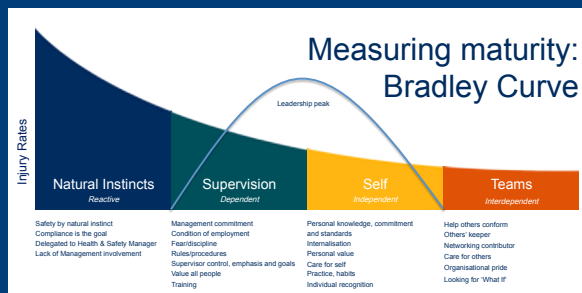 Measuring maturity:
Bradley Curve
Leadership peak
Injury Rates
Natural Instincts
Reactive
Supervision
Dependent
Self
Independent
Teams
Interdependent
Safety by natural instinct
Compliance is the goal
Delegated to Health & Safety Manager
Lack of Management involvement
Management commitment
Condition of employment
Fear/discipline
Rules/procedures
Supervisor control, emphasis and goals
Value all people
Training
Personal knowledge, commitment
and standards
Internalisation
Personal value
Care for self
Practice, habits
Individual recognition
Help others conform
Others' keeper
Networking contributor
Care for others
Organisational pride
Looking for 'What If'